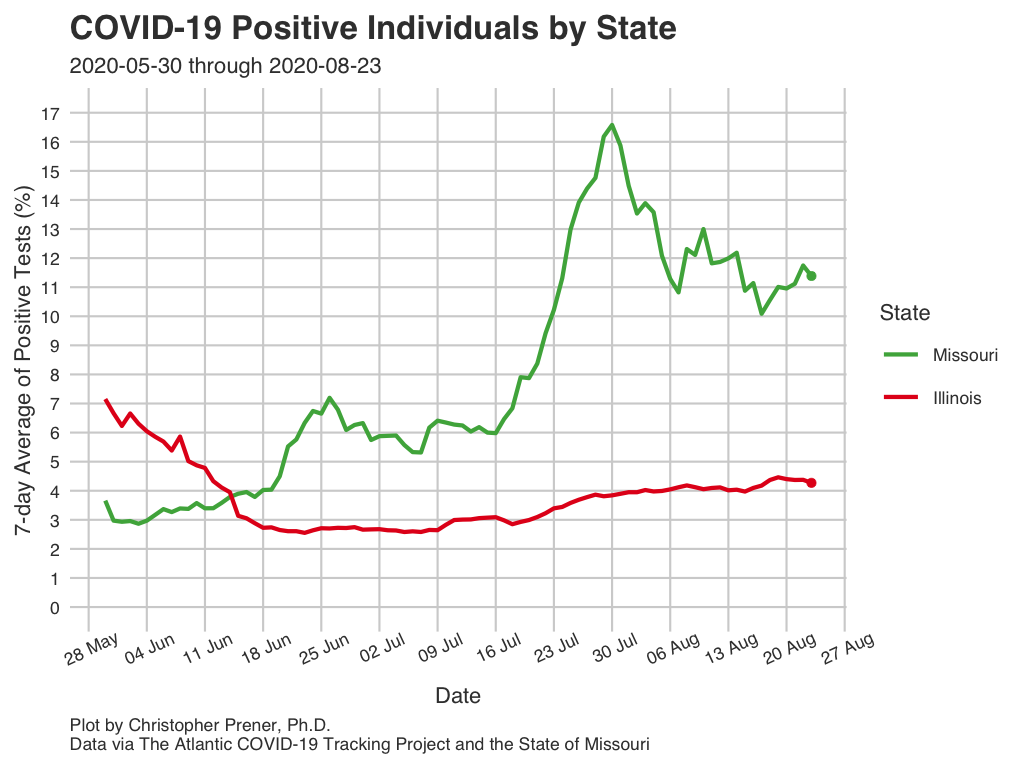 COVID-19 Positive Individuals by State
2020-05-30 through 2020-08-23
7-day Average of Positive Tests (%)
17
16
15
14
13
12
11
10
9
8
7
6
5
4
3
2
1
0
28 May 04 Jun 11 Jun 18 Jun 25 Jun 02 Jul 09 Jul 16 Jul 23 Jul 30 Jul 06 Aug 13 Aug 20 Aug 27 Aug
Date
State
Missouri
Illinois
Plot by Christopher Prener, Ph.D.
Data via The Atlantic COVID-19 Tracking Project and the State of Missouri